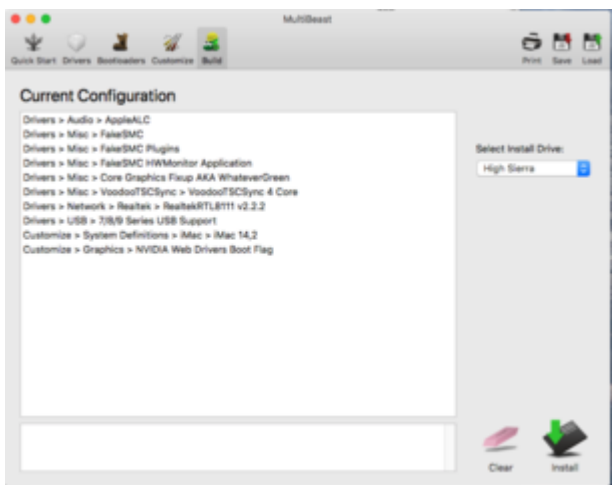 MultiBeast
Quick Start Drivers Bootloaders Customize Build Print Save Load
Current Configuration
Drivers > Audio > AppleALC
Drivers > Misc > FakeSMC
Drivers > Misc > FakeSMC Plugins
Drivers > Misc > FakeSMC HWMonitor Application
Drivers > Misc > Core Graphics Fixup AKA WhateverGreen
Drivers > Misc > VoodooTSCSync > VoodooTSCSync 4 Core
Drivers > Network > Realtek > RealtekRTL8111 v2.2.2
Drivers > USB > 7/8/9 Series USB Support
Customize > System Definitions > iMac > iMac 14,2
Customize > Graphics > NVIDIA Web Drivers Boot Flag
Select Install Drive:
High Sierra
Clear Install